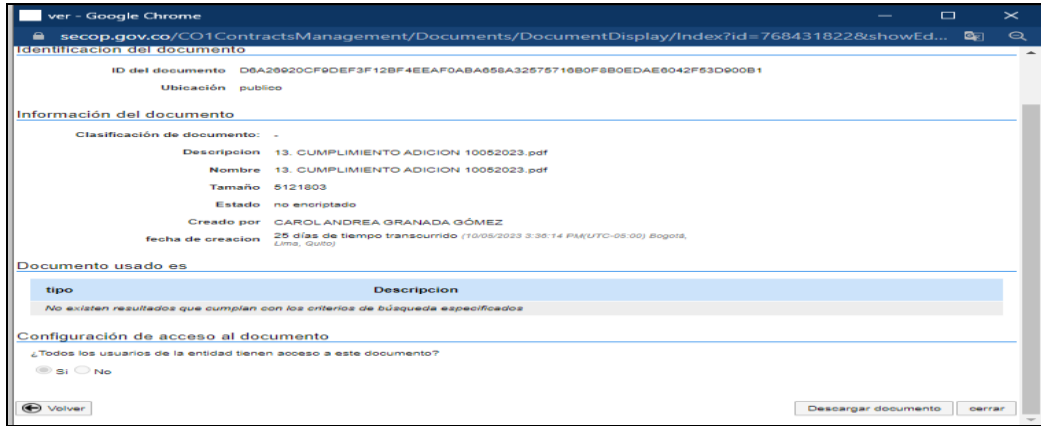 ver - Google Chrome
secop.gov.co/CO1ContractsManagement/Documents/DocumentDisplay/Index?id=768431822&showEd...
Identificacion del documento
ID del documento D6A26920CF9DEF3F12BF4EEAF0ABA658A32575716B0F8B0EDAE6042F53D900B1
Ubicación publico
Información del documento
Clasificación de documento: -
Descripcion 13. CUMPLIMIENTO ADICION 10052023.pdf
Nombre 13. CUMPLIMIENTO ADICION 10052023.pdf
Tamaño 5121803
Estado no encriptado
Creado por CAROL ANDREA GRANADA GÓMEZ
fecha de creacion 25 días de tiempo transcurrido (10/05/2023 3:36:14 PM(UTC-05:00) Bogotá,
Lima, Quito)
Documento usado es
tipo Descripcion
No existen resultados que cumplan con los criterios de búsqueda especificados
Configuración de acceso al documento
¿Todos los usuarios de la entidad tienen acceso a este documento?
Si No
Volver Descargar documento cerrar